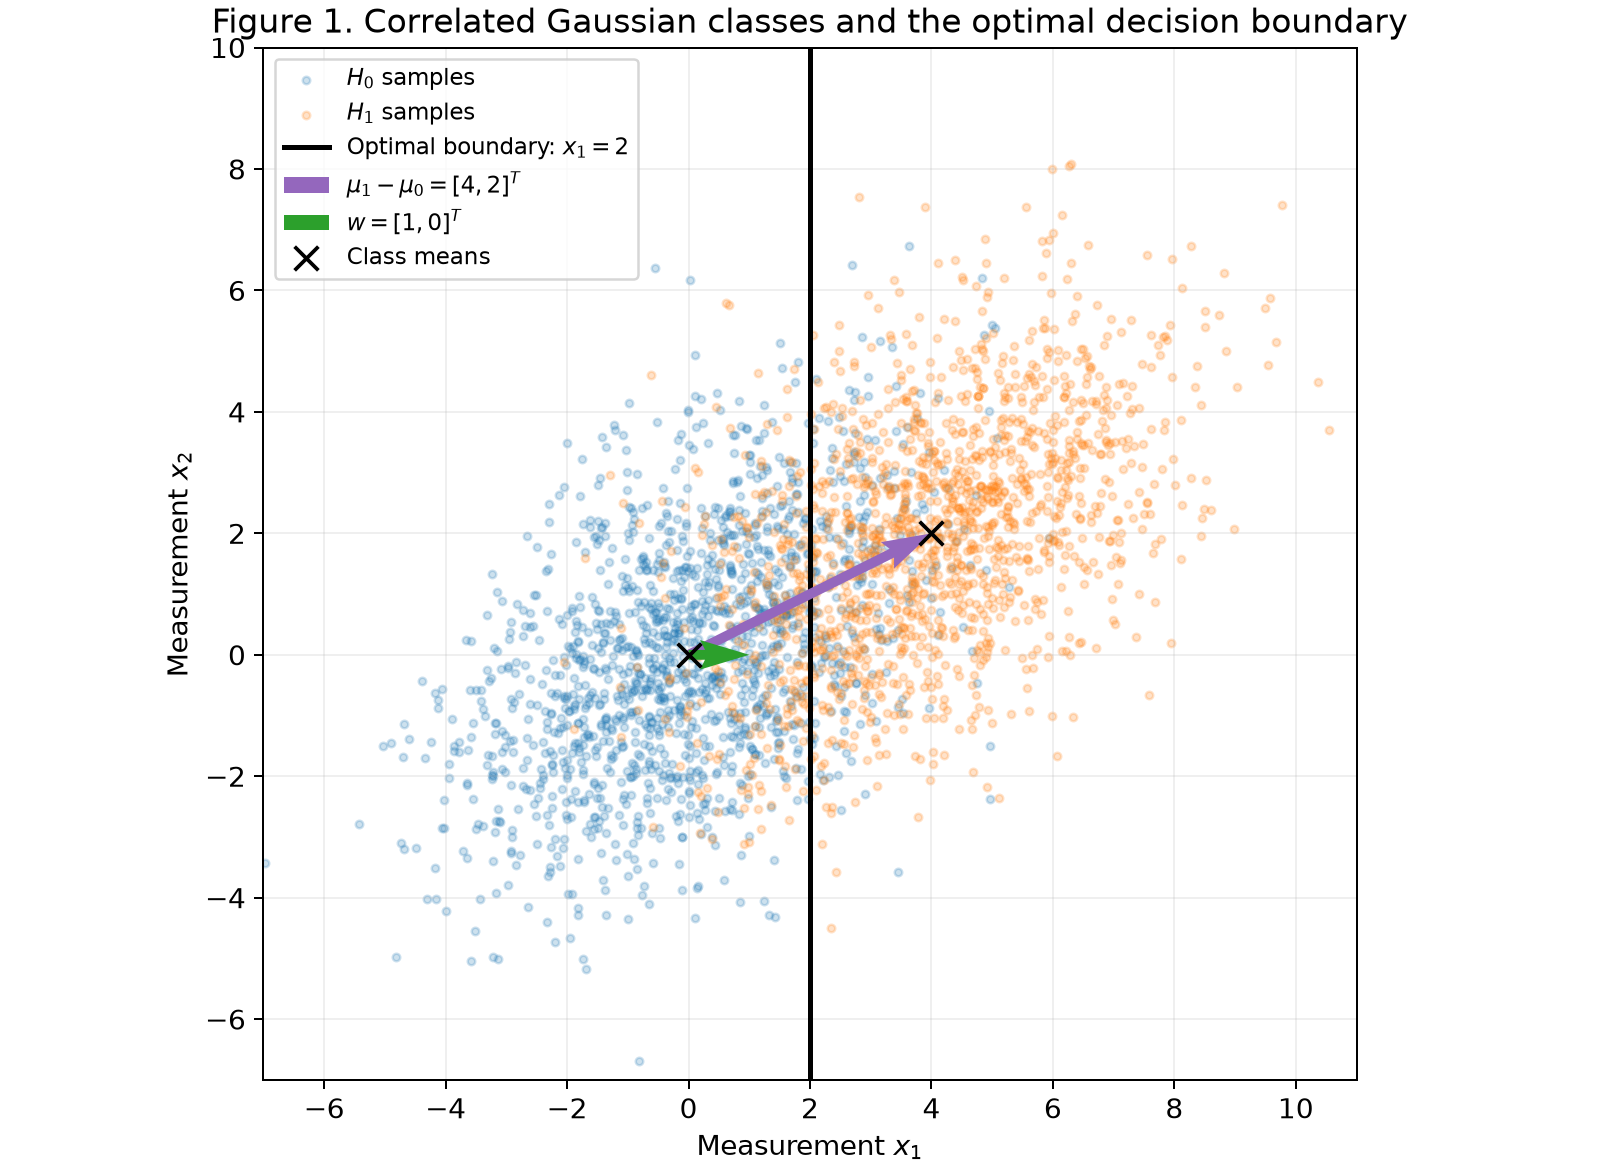 Figure 1. Correlated Gaussian classes and the optimal decision boundary
H₀ samples
H₁ samples
Optimal boundary: x₁ = 2
μ₁ − μ₀ = [4, 2]ᵀ
w = [1, 0]ᵀ
Class means
10
8
6
4
2
0
−2
−4
−6
Measurement x₂
−6 −4 −2 0 2 4 6 8 10
Measurement x₁